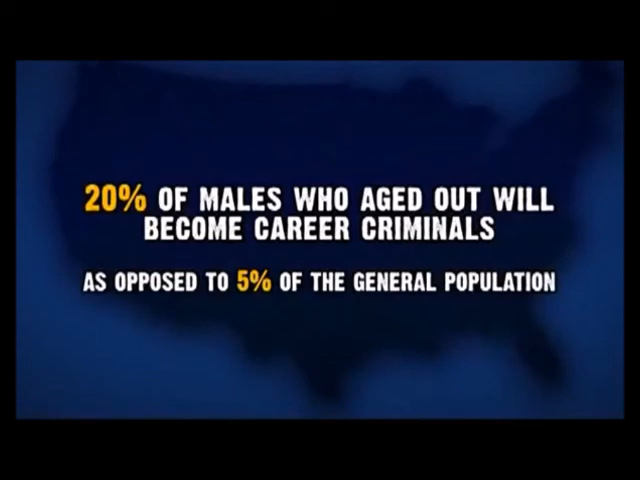 20% OF MALES WHO AGED OUT WILL
BECOME CAREER CRIMINALS
AS OPPOSED TO 5% OF THE GENERAL POPULATION